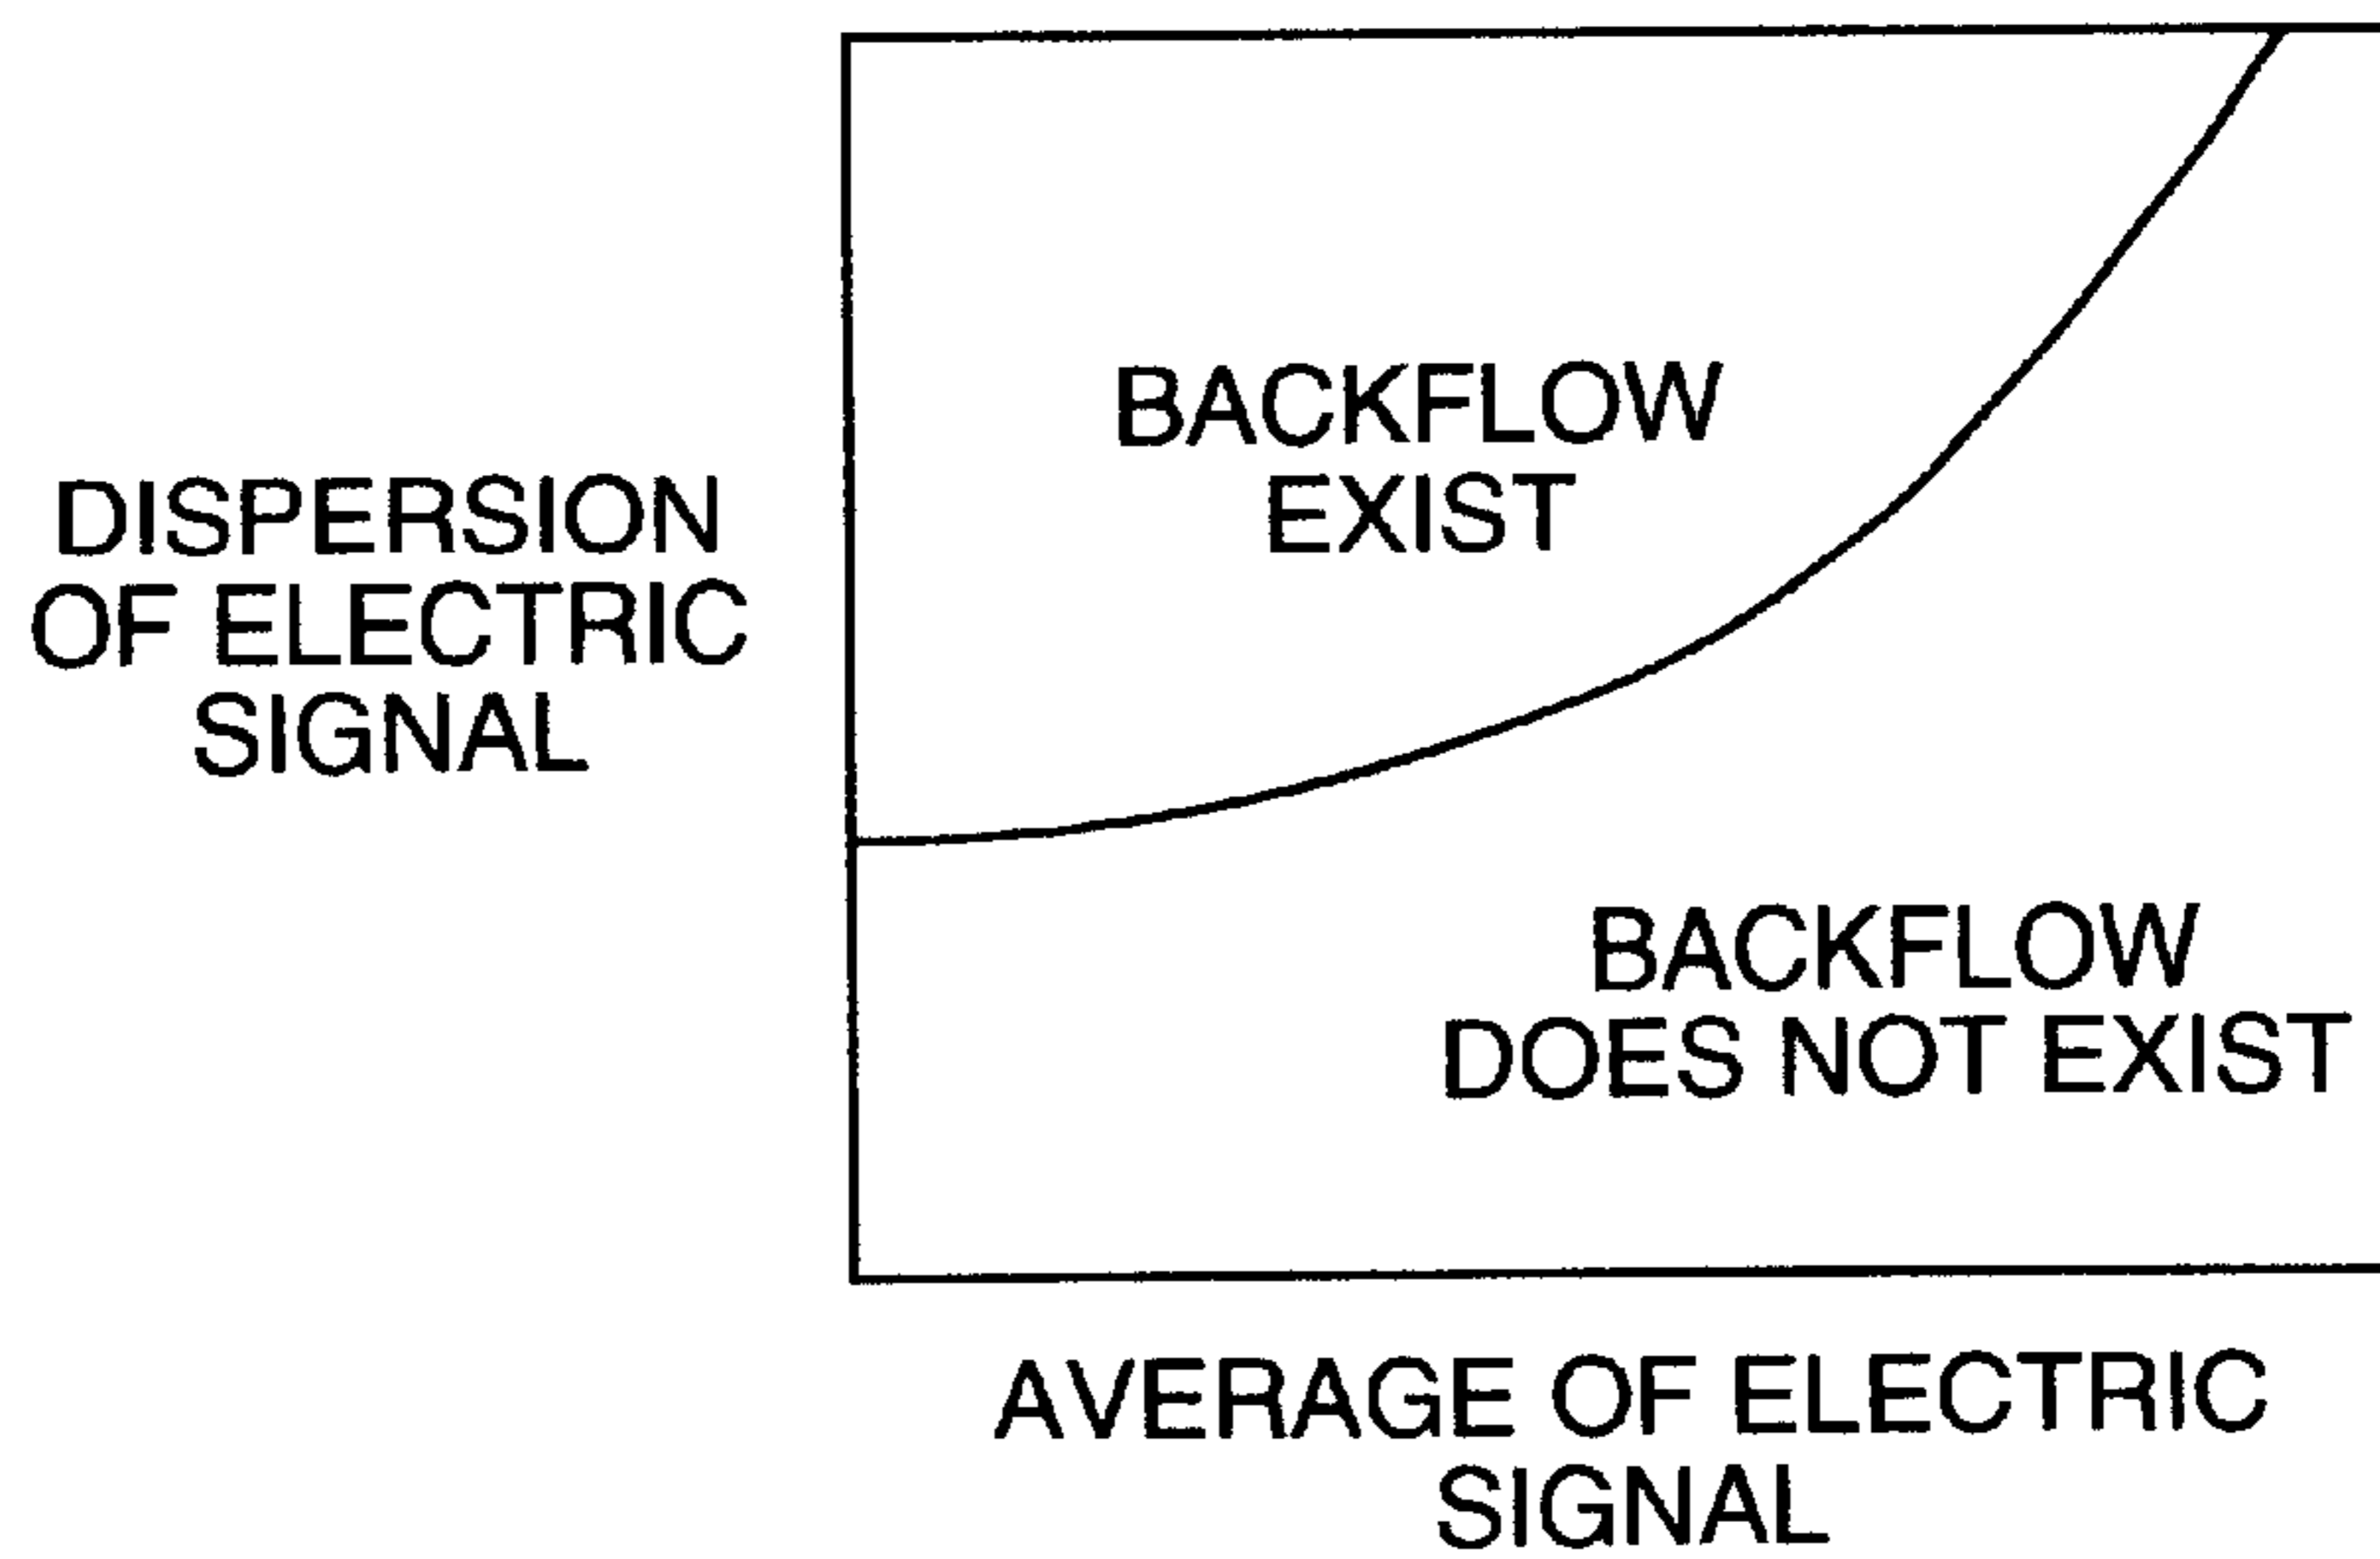 BACKFLOW
EXIST
DISPERSION
OF ELECTRIC
SIGNAL
BACKFLOW
DOES NOT EXIST
AVERAGE OF ELECTRIC
SIGNAL